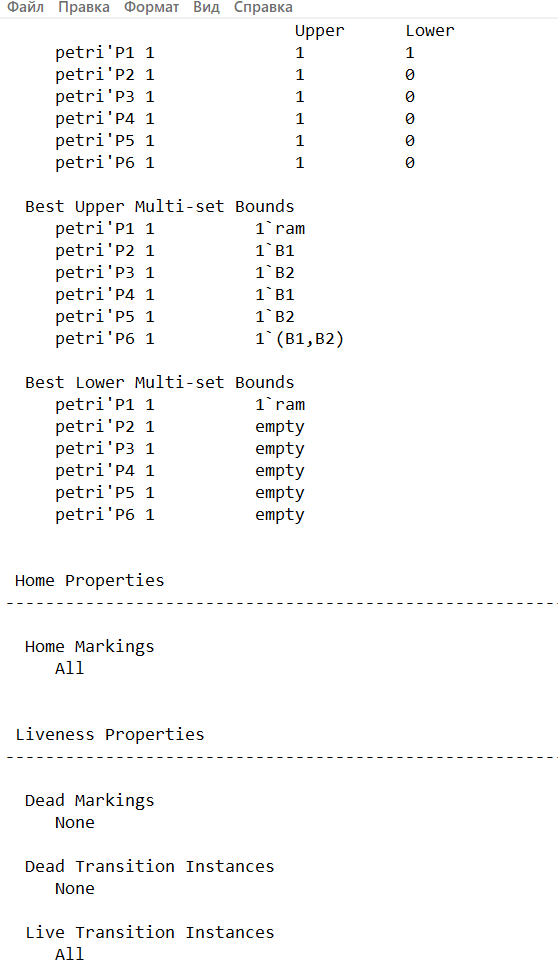 Файл Правка Формат Вид Справка
Upper Lower
petri'P1 1 1 1
petri'P2 1 1 0
petri'P3 1 1 0
petri'P4 1 1 0
petri'P5 1 1 0
petri'P6 1 1 0
Best Upper Multi-set Bounds
petri'P1 1 1`ram
petri'P2 1 1`B1
petri'P3 1 1`B2
petri'P4 1 1`B1
petri'P5 1 1`B2
petri'P6 1 1`(B1,B2)
Best Lower Multi-set Bounds
petri'P1 1 1`ram
petri'P2 1 empty
petri'P3 1 empty
petri'P4 1 empty
petri'P5 1 empty
petri'P6 1 empty
Home Properties
-------------------------------------------------------
Home Markings
All
Liveness Properties
-------------------------------------------------------
Dead Markings
None
Dead Transition Instances
None
Live Transition Instances
All